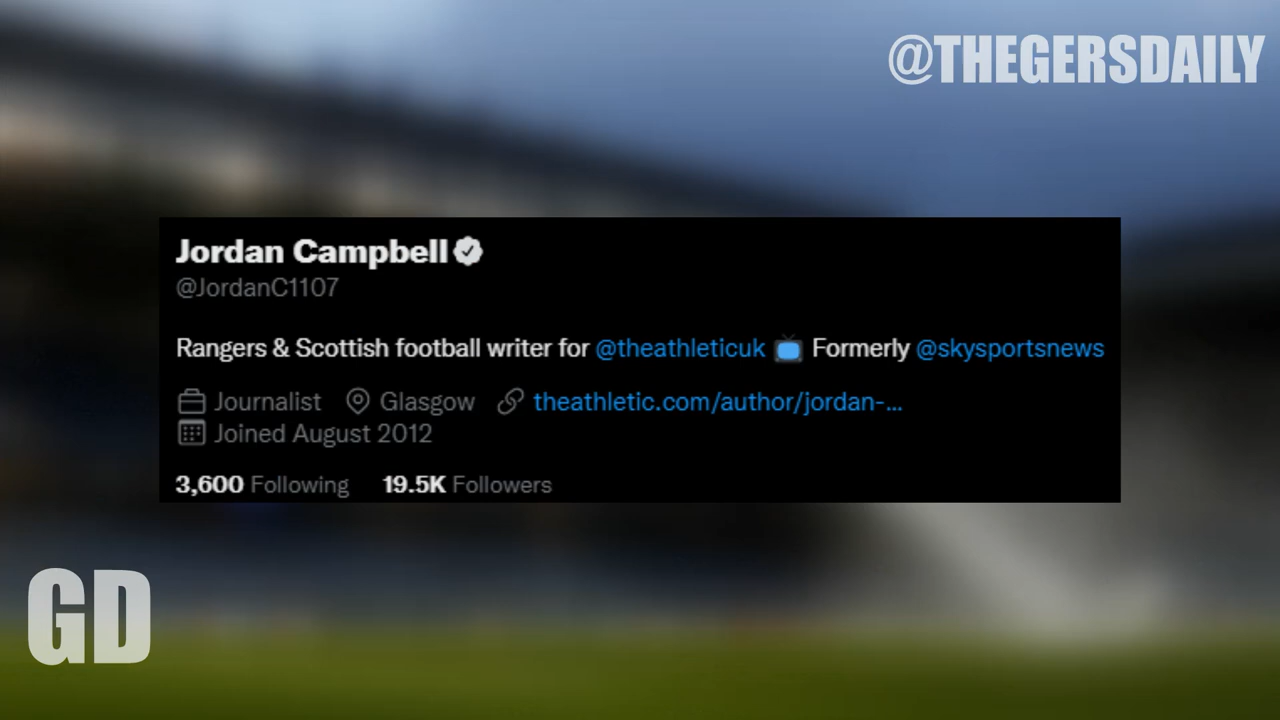 @THEGERSDAILY
Jordan Campbell
@JordanC1107
Rangers & Scottish football writer for @theathleticuk 📺 Formerly @skysportsnews
Journalist Glasgow theathletic.com/author/jordan-...
Joined August 2012
3,600 Following 19.5K Followers
GD